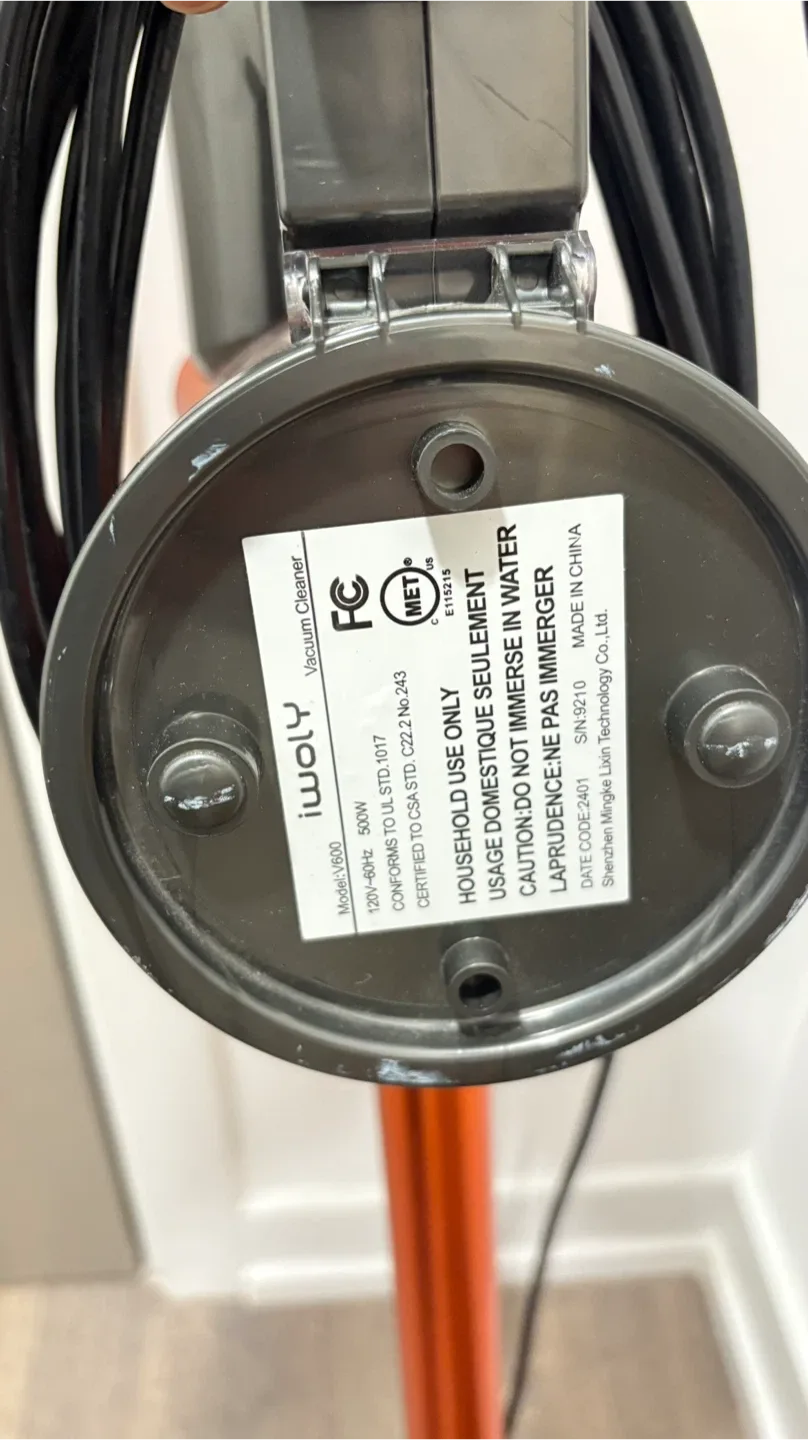 iwoly
Vacuum Cleaner
Model:V600
120V~60Hz 500W
CONFORMS TO UL STD.1017
CERTIFIED TO CSA STD. C22.2 No.243
FC
MET®
C US
E115215
HOUSEHOLD USE ONLY
USAGE DOMESTIQUE SEULEMENT
CAUTION:DO NOT IMMERSE IN WATER
LAPRUDENCE:NE PAS IMMERGER
DATE CODE:2401 S/N:9210 MADE IN CHINA
Shenzhen Mingke Lixin Technology Co.,Ltd.